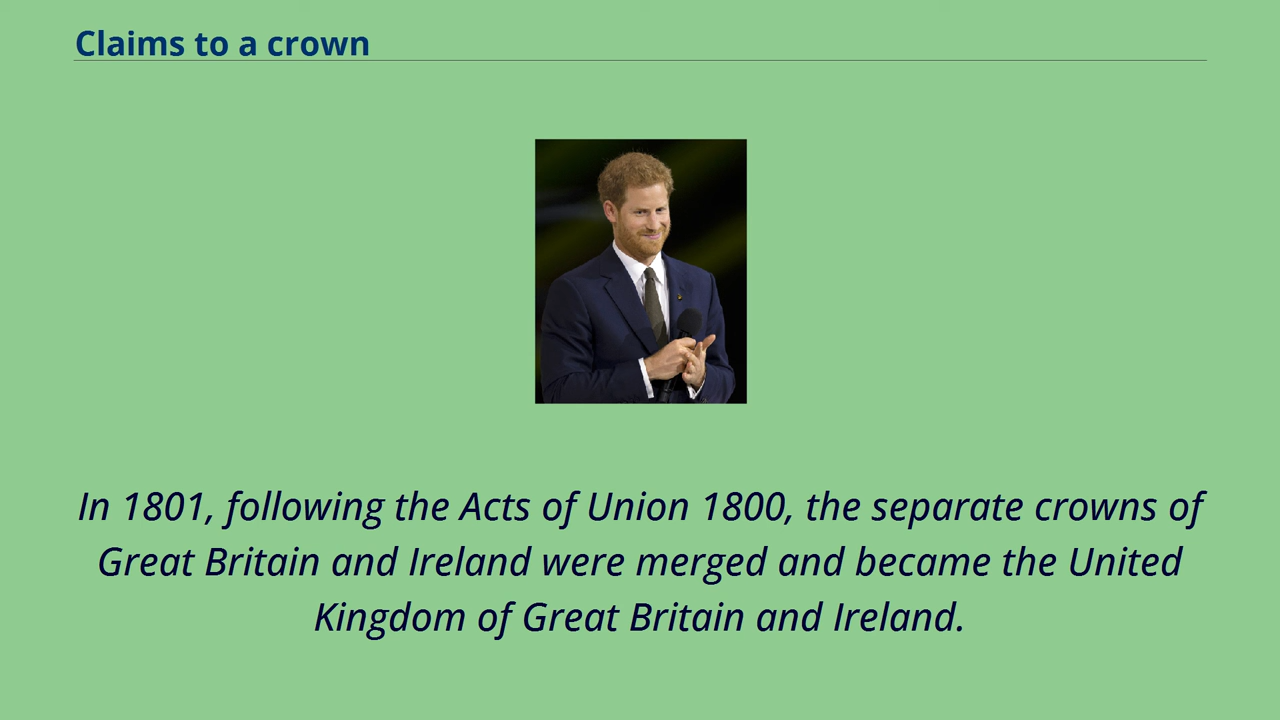 Claims to a crown
In 1801, following the Acts of Union 1800, the separate crowns of
Great Britain and Ireland were merged and became the United
Kingdom of Great Britain and Ireland.